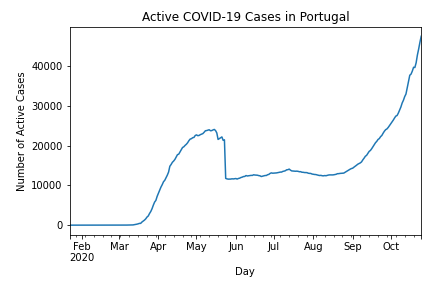 Active COVID-19 Cases in Portugal
Number of Active Cases
40000
30000
20000
10000
0
Feb Mar Apr May Jun Jul Aug Sep Oct
2020
Day